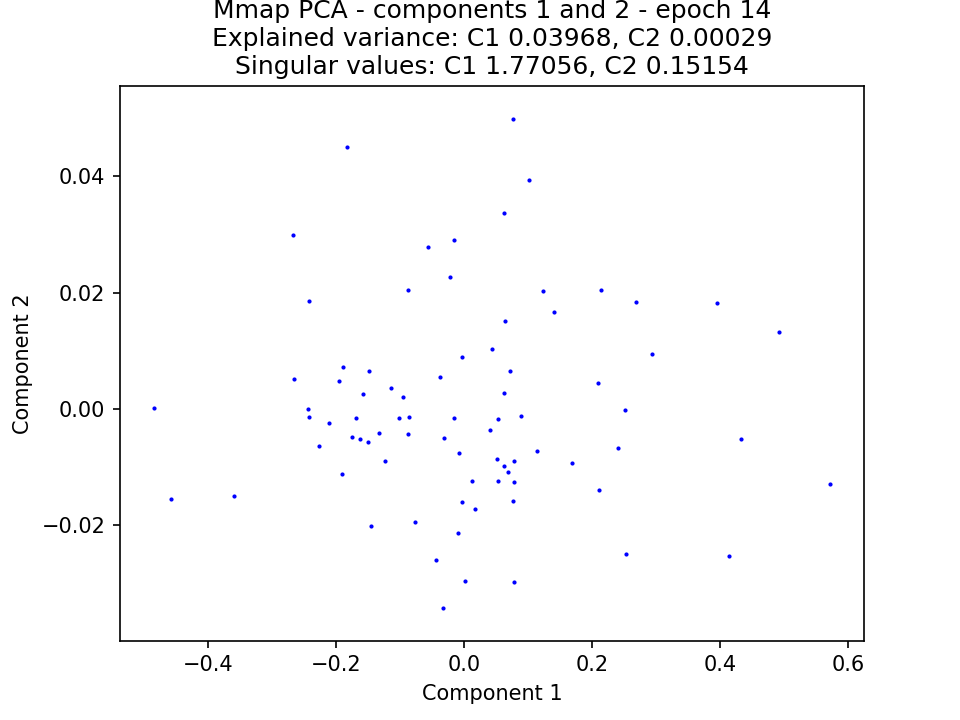 Mmap PCA - components 1 and 2 - epoch 14
Explained variance: C1 0.03968, C2 0.00029
Singular values: C1 1.77056, C2 0.15154
0.04
0.02
0.00
−0.02
Component 2
−0.4
−0.2
0.0
0.2
0.4
0.6
Component 1